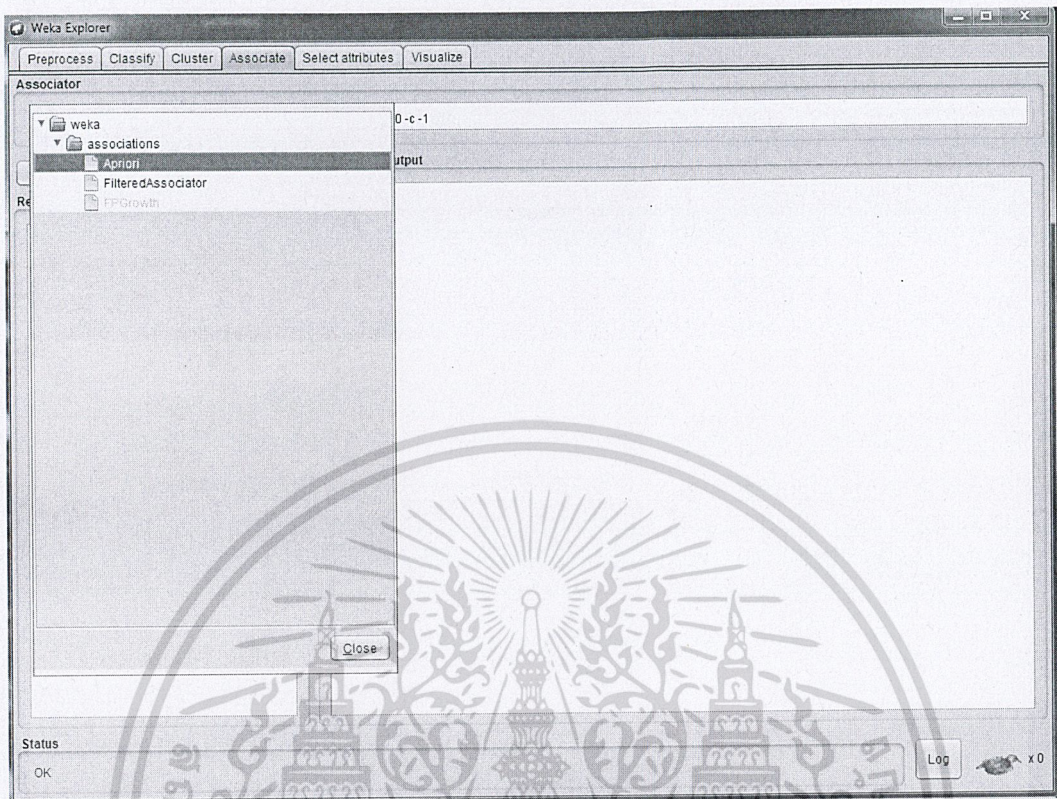 Weka Explorer
Preprocess Classify Cluster Associate Select attributes Visualize
Associator
0 -c -1
weka
associations
Apriori
FilteredAssociator
FPGrowth
utput
Re
Close
Status
OK
Log
x 0